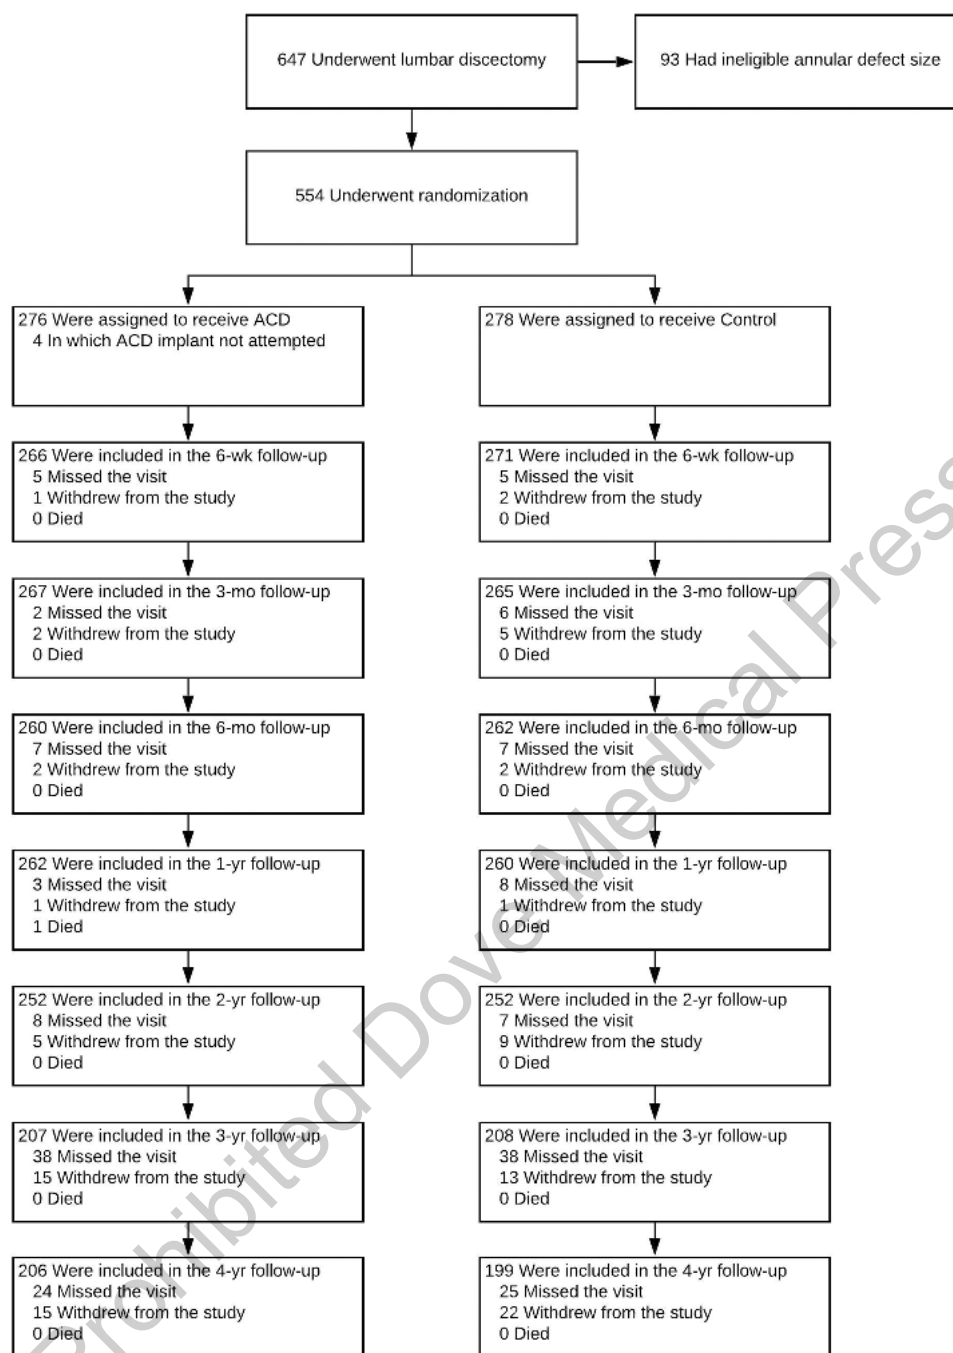 647 Underwent lumbar discectomy
93 Had ineligible annular defect size
554 Underwent randomization
276 Were assigned to receive ACD
4 In which ACD implant not attempted
278 Were assigned to receive Control
266 Were included in the 6-wk follow-up
5 Missed the visit
1 Withdrew from the study
0 Died
271 Were included in the 6-wk follow-up
5 Missed the visit
2 Withdrew from the study
0 Died
267 Were included in the 3-mo follow-up
2 Missed the visit
2 Withdrew from the study
0 Died
265 Were included in the 3-mo follow-up
6 Missed the visit
5 Withdrew from the study
0 Died
260 Were included in the 6-mo follow-up
7 Missed the visit
2 Withdrew from the study
0 Died
262 Were included in the 6-mo follow-up
7 Missed the visit
2 Withdrew from the study
0 Died
262 Were included in the 1-yr follow-up
3 Missed the visit
1 Withdrew from the study
1 Died
260 Were included in the 1-yr follow-up
8 Missed the visit
1 Withdrew from the study
0 Died
252 Were included in the 2-yr follow-up
8 Missed the visit
5 Withdrew from the study
0 Died
252 Were included in the 2-yr follow-up
7 Missed the visit
9 Withdrew from the study
0 Died
207 Were included in the 3-yr follow-up
38 Missed the visit
15 Withdrew from the study
0 Died
208 Were included in the 3-yr follow-up
38 Missed the visit
13 Withdrew from the study
0 Died
206 Were included in the 4-yr follow-up
24 Missed the visit
15 Withdrew from the study
0 Died
199 Were included in the 4-yr follow-up
25 Missed the visit
22 Withdrew from the study
0 Died
Prohibited Dove Medical Press